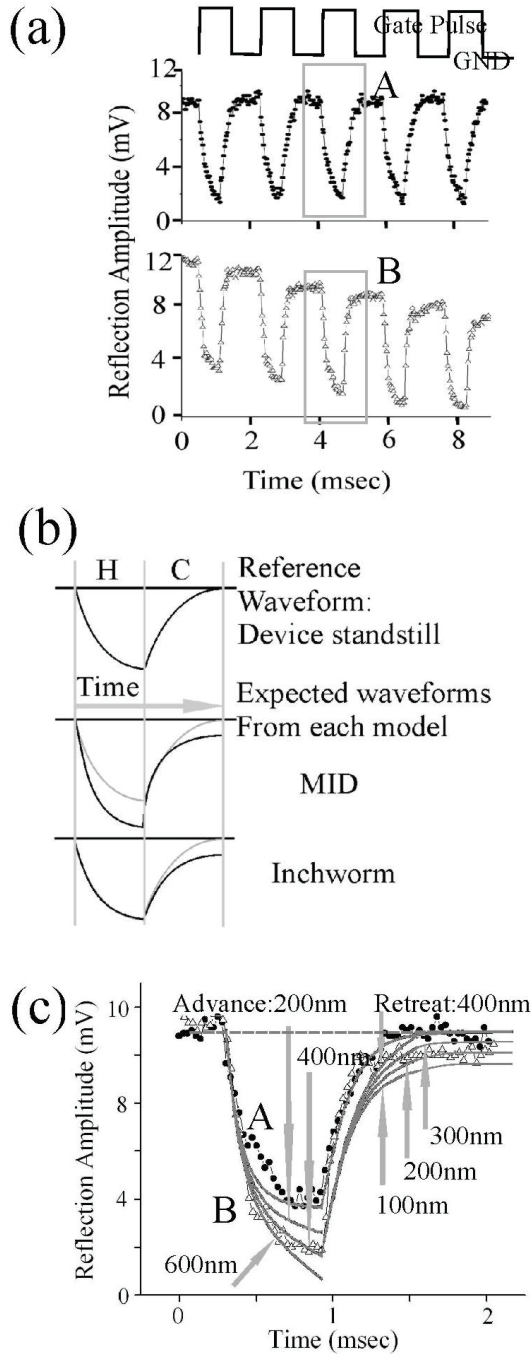 (a)
Gate Pulse
GND
12
8
4
0
A
Reflection Amplitude (mV)
12
8
4
0
B
0 2 4 6 8
Time (msec)
(b)
H C
Reference
Waveform:
Device standstill
Time
Expected waveforms
From each model
MID
Inchworm
(c)
10
8
6
4
2
0
Reflection Amplitude (mV)
Advance:200nm
Retreat:400nm
400nm
A
B
300nm
200nm
100nm
600nm
0 1 2
Time (msec)